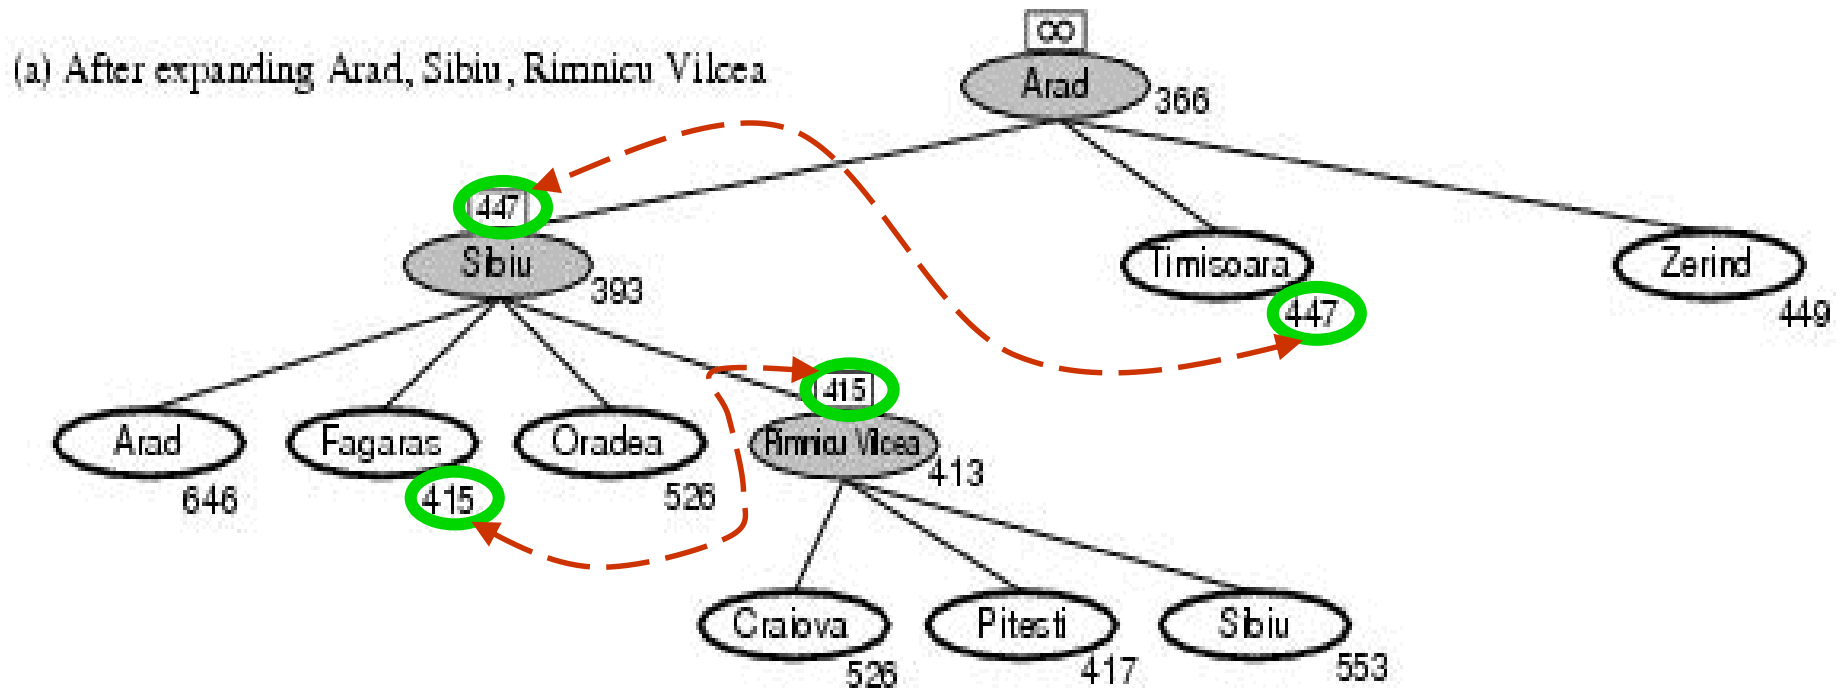 ∞
(a) After expanding Arad, Sibiu, Rimnicu Vilcea
Arad
366
447
Sibiu
393
Timisoara
447
Zerind
449
415
Arad
646
Fagaras
415
Oradea
526
Rimnicu Vilcea
413
Craiova
526
Pitesti
417
Sibiu
553